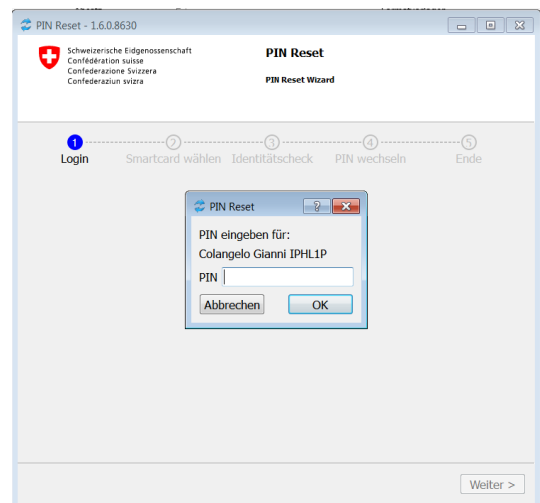 PIN Reset - 1.6.0.8630
Schweizerische Eidgenossenschaft
Confédération suisse
Confederazione Svizzera
Confederaziun svizra
PIN Reset
PIN Reset Wizard
1
2
3
4
5
Login
Smartcard wählen
Identitätscheck
PIN wechseln
Ende
PIN Reset
?
PIN eingeben für:
Colangelo Gianni IPHL1P
PIN
Abbrechen
OK
Weiter >